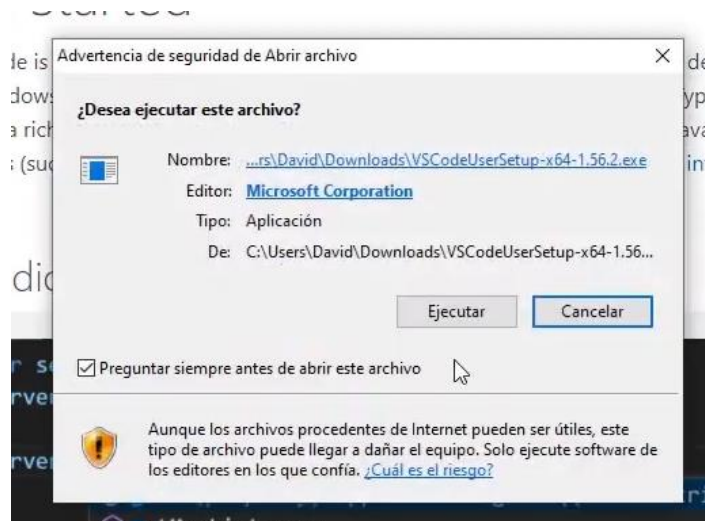 Started
de is
Advertencia de seguridad de Abrir archivo
¿Desea ejecutar este archivo?
Nombre: ...rs\David\Downloads\VSCodeUserSetup-x64-1.56.2.exe
Editor: Microsoft Corporation
Tipo: Aplicación
De: C:\Users\David\Downloads\VSCodeUserSetup-x64-1.56...
Ejecutar Cancelar
Preguntar siempre antes de abrir este archivo
Aunque los archivos procedentes de Internet pueden ser útiles, este
tipo de archivo puede llegar a dañar el equipo. Solo ejecute software de
los editores en los que confía. ¿Cuál es el riesgo?